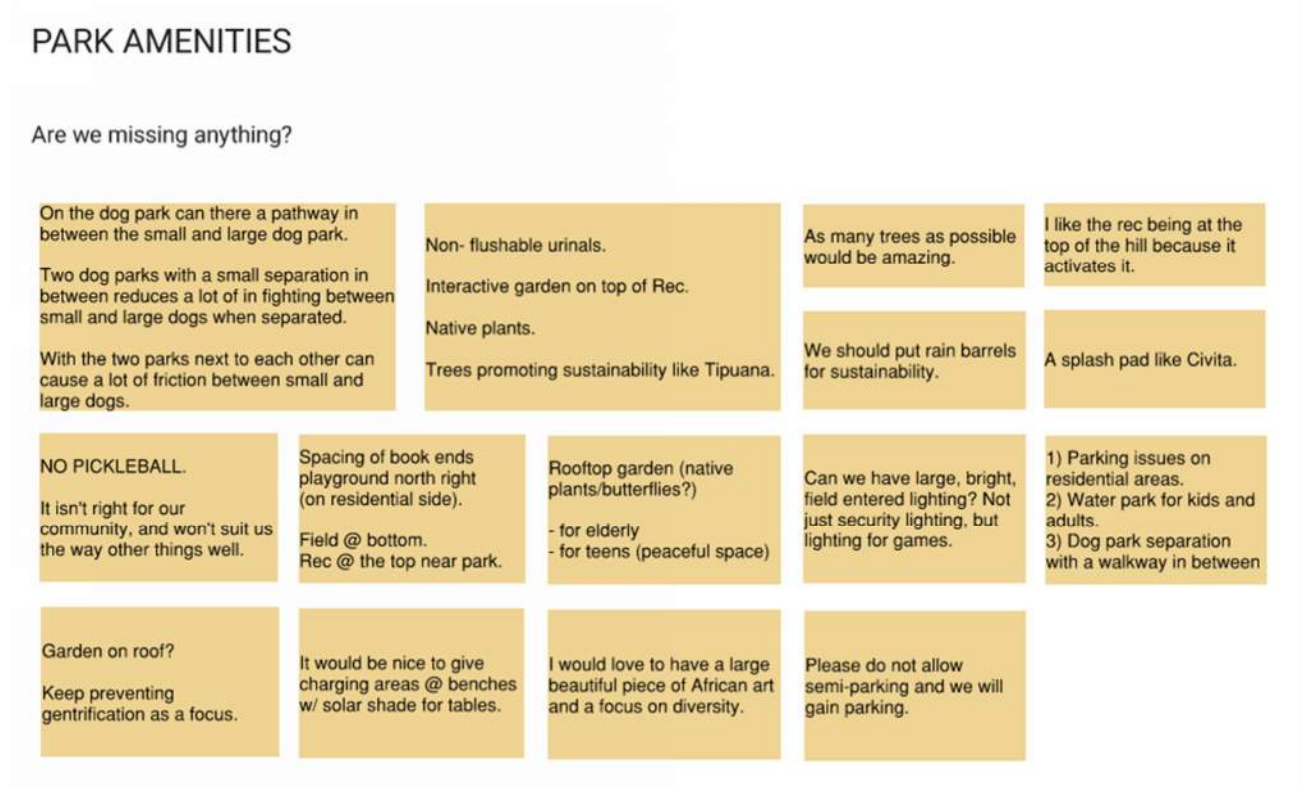 PARK AMENITIES
Are we missing anything?
On the dog park can there a pathway in
between the small and large dog park.
Two dog parks with a small separation in
between reduces a lot of in fighting between
small and large dogs when separated.
With the two parks next to each other can
cause a lot of friction between small and
large dogs.
Non- flushable urinals.
Interactive garden on top of Rec.
Native plants.
Trees promoting sustainability like Tipuana.
As many trees as possible
would be amazing.
I like the rec being at the
top of the hill because it
activates it.
We should put rain barrels
for sustainability.
A splash pad like Civita.
NO PICKLEBALL.
It isn't right for our
community, and won't suit us
the way other things well.
Spacing of book ends
playground north right
(on residential side).
Field @ bottom.
Rec @ the top near park.
Rooftop garden (native
plants/butterflies?)
- for elderly
- for teens (peaceful space)
Can we have large, bright,
field entered lighting? Not
just security lighting, but
lighting for games.
1) Parking issues on
residential areas.
2) Water park for kids and
adults.
3) Dog park separation
with a walkway in between
Garden on roof?
Keep preventing
gentrification as a focus.
It would be nice to give
charging areas @ benches
w/ solar shade for tables.
I would love to have a large
beautiful piece of African art
and a focus on diversity.
Please do not allow
semi-parking and we will
gain parking.